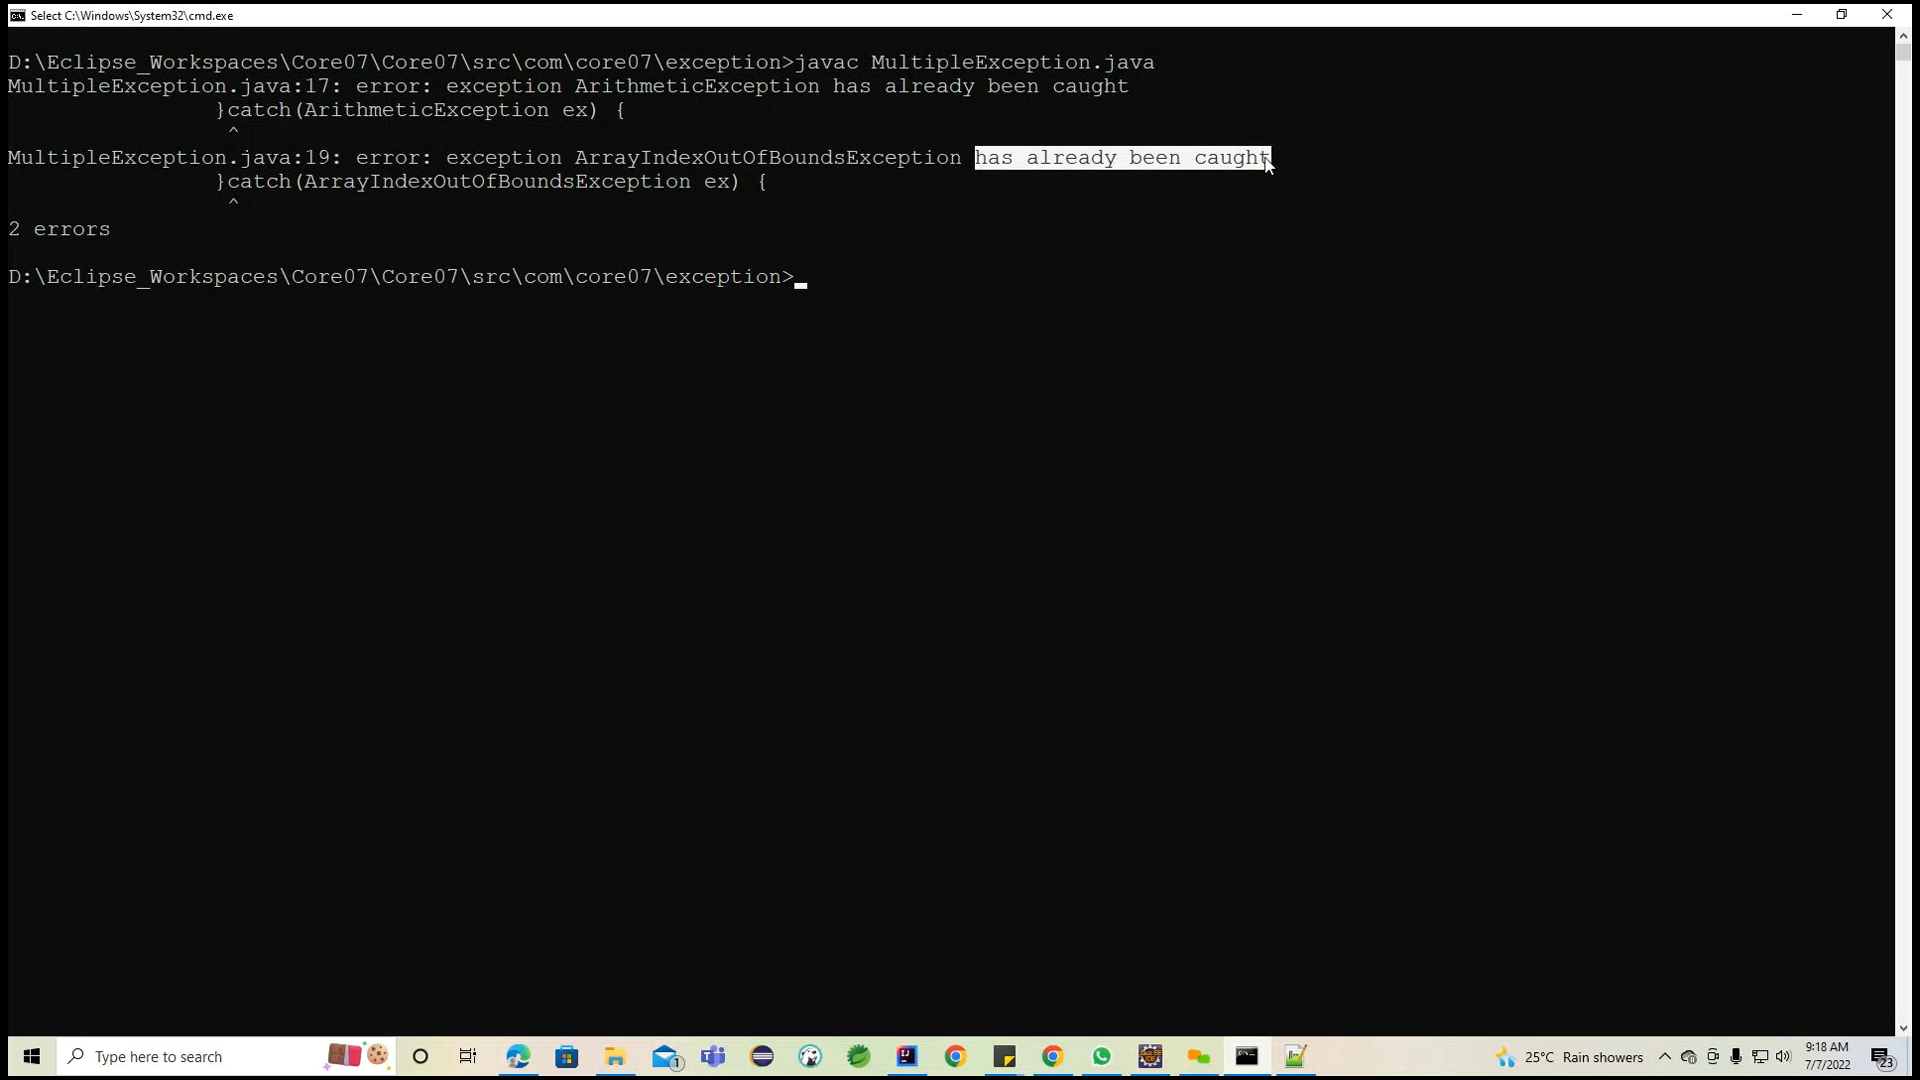 Select C:\Windows\System32\cmd.exe
D:\Eclipse_Workspaces\Core07\Core07\src\com\core07\exception>javac MultipleException.java
MultipleException.java:17: error: exception ArithmeticException has already been caught
}catch(ArithmeticException ex) {
^
MultipleException.java:19: error: exception ArrayIndexOutOfBoundsException has already been caught
}catch(ArrayIndexOutOfBoundsException ex) {
^
2 errors
D:\Eclipse_Workspaces\Core07\Core07\src\com\core07\exception>
Type here to search
1
25°C Rain showers
9:18 AM
7/7/2022
23